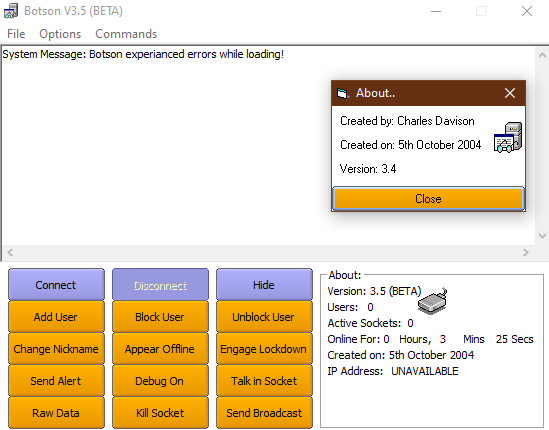 Botson V3.5 (BETA)
File Options Commands
System Message: Botson experianced errors while loading!
About..
Created by: Charles Davison
Created on: 5th October 2004
Version: 3.4
Close
Connect Disconnect Hide
Add User Block User Unblock User
Change Nickname Appear Offline Engage Lockdown
Send Alert Debug On Talk in Socket
Raw Data Kill Socket Send Broadcast
About:
Version: 3.5 (BETA)
Users: 0
Active Sockets: 0
Online For: 0 Hours, 3 Mins 25 Secs
Created on: 5th October 2004
IP Address: UNAVAILABLE